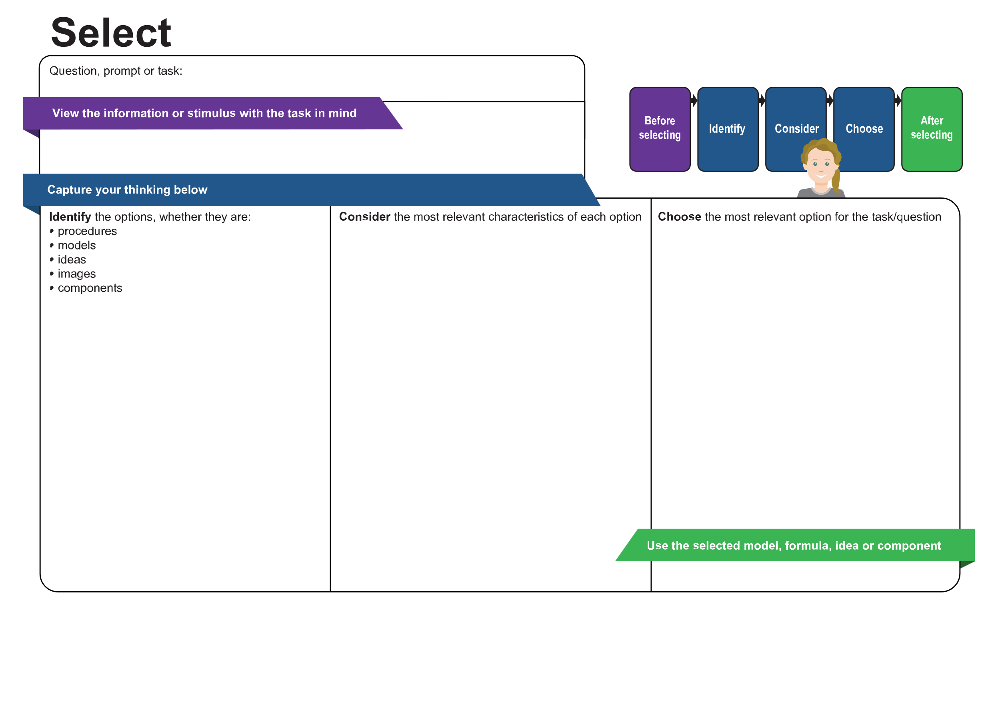 Select
Question, prompt or task:
View the information or stimulus with the task in mind
Before
selecting
Identify
Consider
Choose
After
selecting
Capture your thinking below
Identify the options, whether they are:
• procedures
• models
• ideas
• images
• components
Consider the most relevant characteristics of each option
Choose the most relevant option for the task/question
Use the selected model, formula, idea or component